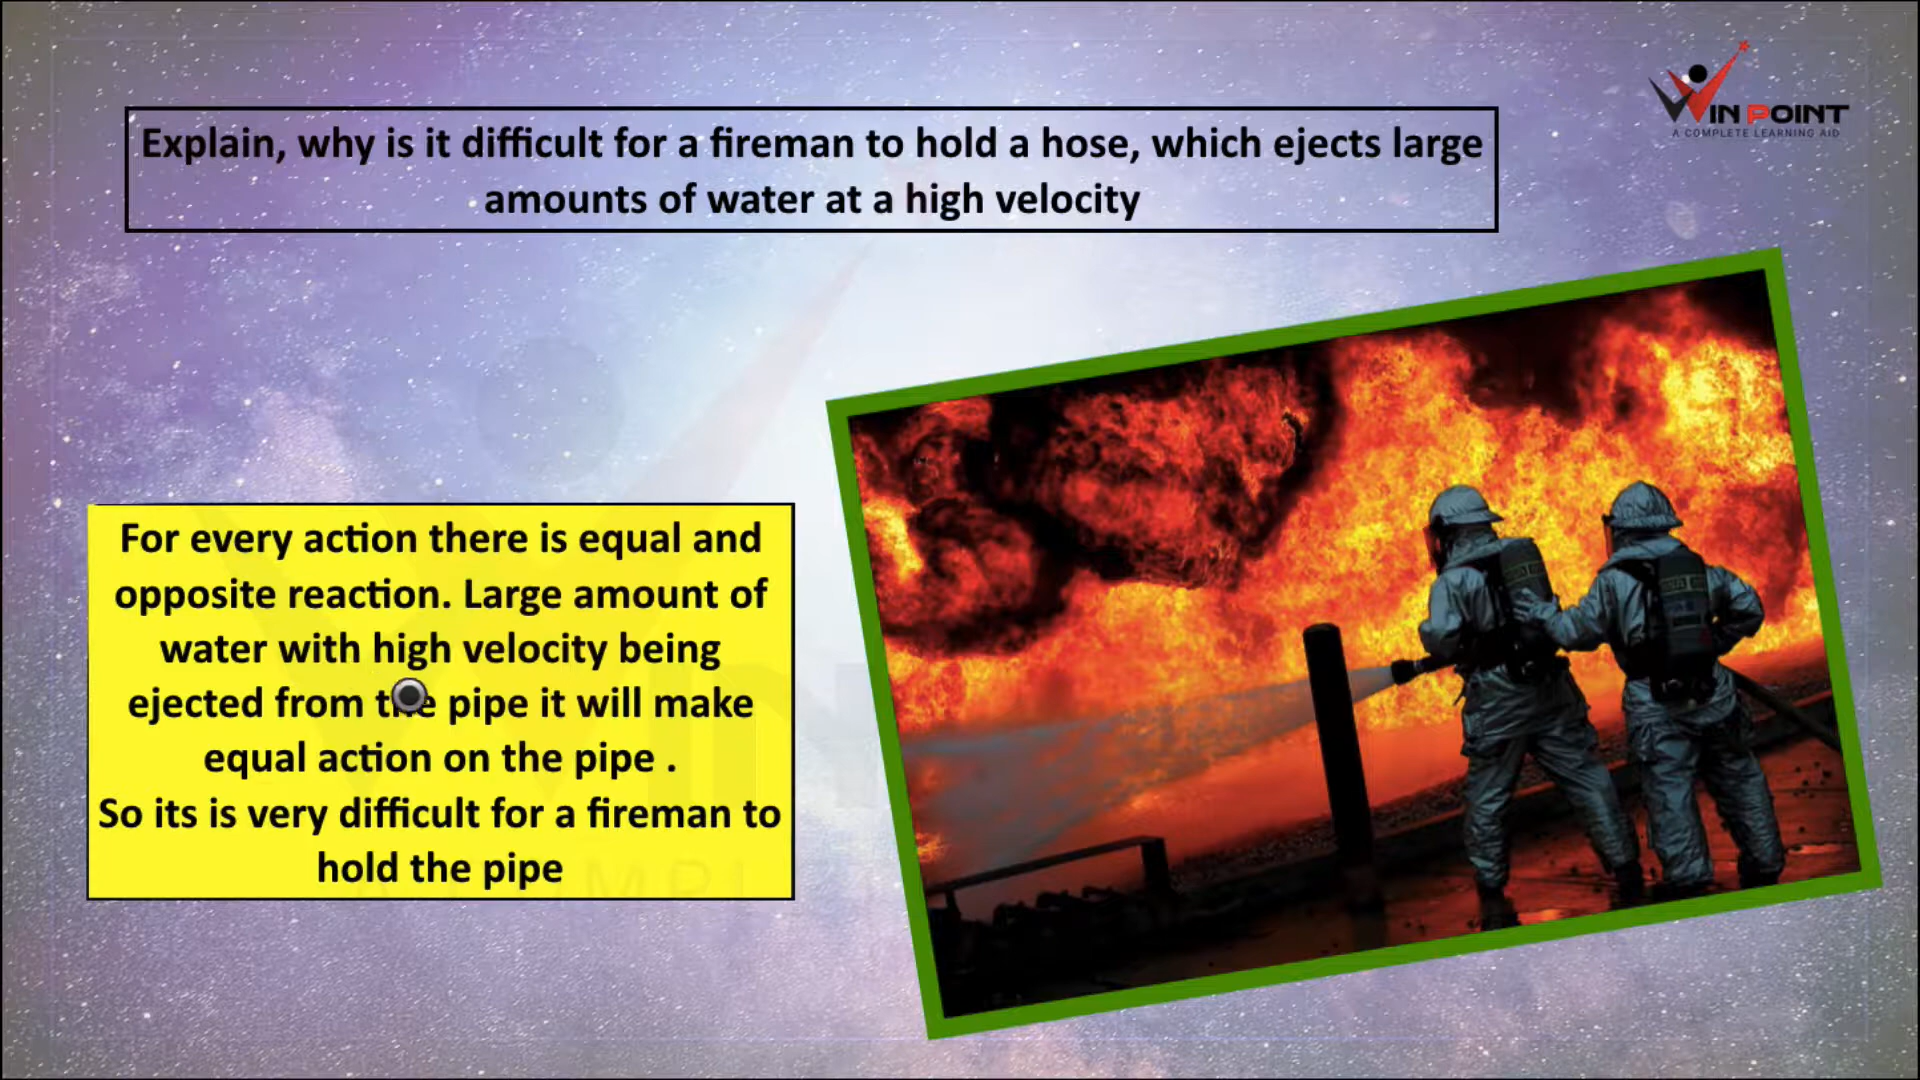 WIN POINT
A COMPLETE LEARNING AID
Explain, why is it difficult for a fireman to hold a hose, which ejects large
amounts of water at a high velocity
For every action there is equal and
opposite reaction. Large amount of
water with high velocity being
ejected from the pipe it will make
equal action on the pipe .
So its is very difficult for a fireman to
hold the pipe